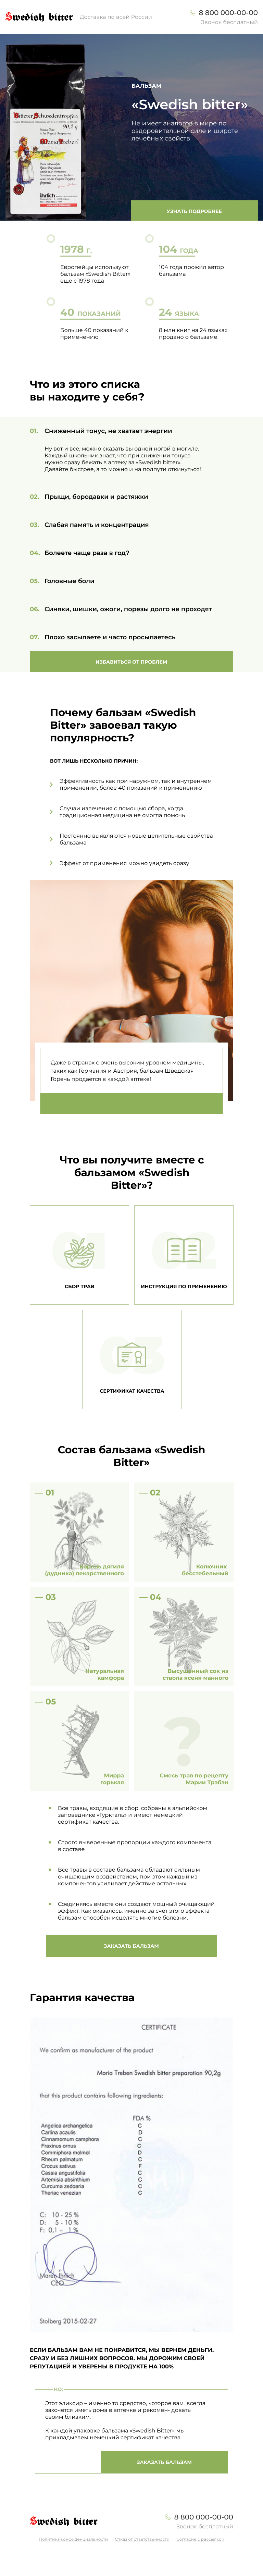 Swedish bitter
Доставка по всей России
8 800 000-00-00
Звонок бесплатный
БАЛЬЗАМ
«Swedish bitter»
Не имеет аналогов в мире по
оздоровительной силе и широте
лечебных свойств
УЗНАТЬ ПОДРОБНЕЕ
90,2 g
Maria Treben
1978 г.
Европейцы используют
бальзам «Swedish Bitter»
еще с 1978 года
104 ГОДА
104 года прожил автор
бальзама
40 ПОКАЗАНИЙ
Больше 40 показаний к
применению
24 ЯЗЫКА
8 млн книг на 24 языках
продано о бальзаме
Что из этого списка
вы находите у себя?
01. Сниженный тонус, не хватает энергии
Ну вот и всё, можно сказать вы одной ногой в могиле.
Каждый школьник знает, что при снижении тонуса
нужно сразу бежать в аптеку за «Swedish bitter».
Давайте быстрее, а то можно и на полпути откинуться!
02. Прыщи, бородавки и растяжки
03. Слабая память и концентрация
04. Болеете чаще раза в год?
05. Головные боли
06. Синяки, шишки, ожоги, порезы долго не проходят
07. Плохо засыпаете и часто просыпаетесь
ИЗБАВИТЬСЯ ОТ ПРОБЛЕМ
Почему бальзам «Swedish
Bitter» завоевал такую
популярность?
ВОТ ЛИШЬ НЕСКОЛЬКО ПРИЧИН:
Эффективность как при наружном, так и внутреннем
применении, более 40 показаний к применению
Случаи излечения с помощью сбора, когда
традиционная медицина не смогла помочь
Постоянно выявляются новые целительные свойства
бальзама
Эффект от применения можно увидеть сразу
Даже в странах с очень высоким уровнем медицины,
таких как Германия и Австрия, бальзам Шведская
Горечь продается в каждой аптеке!
Что вы получите вместе с
бальзамом «Swedish
Bitter»?
СБОР ТРАВ
ИНСТРУКЦИЯ ПО ПРИМЕНЕНИЮ
СЕРТИФИКАТ КАЧЕСТВА
Состав бальзама «Swedish
Bitter»
— 01
дягиля
(дудника) лекарственного
— 02
Колючник
бесстебельный
— 03
Натуральная
камфора
— 04
Высушенный сок из
ствола ясеня манного
— 05
Мирра
горькая
?
Смесь трав по рецепту
Марии Трэбэн
Все травы, входящие в сбор, собраны в альпийском
заповеднике «Гурктальд» и имеют немецкий
сертификат качества.
Строго выверенные пропорции каждого компонента
в составе
Все травы в составе бальзама обладают сильным
очищающим воздействием, при этом каждый из
компонентов усиливает действие остальных.
Соединяясь вместе они создают мощный очищающий
эффект. Как оказалось, именно за счет этого эффекта
бальзам способен исцелять многие болезни.
ЗАКАЗАТЬ БАЛЬЗАМ
Гарантия качества
CERTIFICATE
We confirm as manufacturer of the product
Maria Treben Swedish bitter preparation 90,2g
that this product contains following ingredients:
FDA %
Angelica archangelica C
Carlina acaulis D
Cinnamomum camphora C
Fraxinus ornus C
Commiphora molmol D
Rheum palmatum C
Crocus sativus F
Cassia angustifolia C
Artemisia absinthium C
Curcuma zedoaria C
Theriac venezian C
C: 10 - 25 %
D: 5 - 10 %
F: 0,1 – 1 %
CEO
Stolberg 2015-02-27
ЕСЛИ БАЛЬЗАМ ВАМ НЕ ПОНРАВИТСЯ, МЫ ВЕРНЕМ ДЕНЬГИ.
СРАЗУ И БЕЗ ЛИШНИХ ВОПРОСОВ. МЫ ДОРОЖИМ СВОЕЙ
РЕПУТАЦИЕЙ И УВЕРЕНЫ В ПРОДУКТЕ НА 100%
НО:
Этот эликсир – именно то средство, которое вам всегда
захочется иметь дома в аптечке и рекомен- довать
своим близким.
К каждой упаковке бальзама «Swedish Bitter» мы
прикладываем немецкий сертификат качества.
ЗАКАЗАТЬ БАЛЬЗАМ
Swedish bitter
8 800 000-00-00
Звонок бесплатный
Политика конфиденциальности
Отказ от ответственности
Согласие с рассылкой